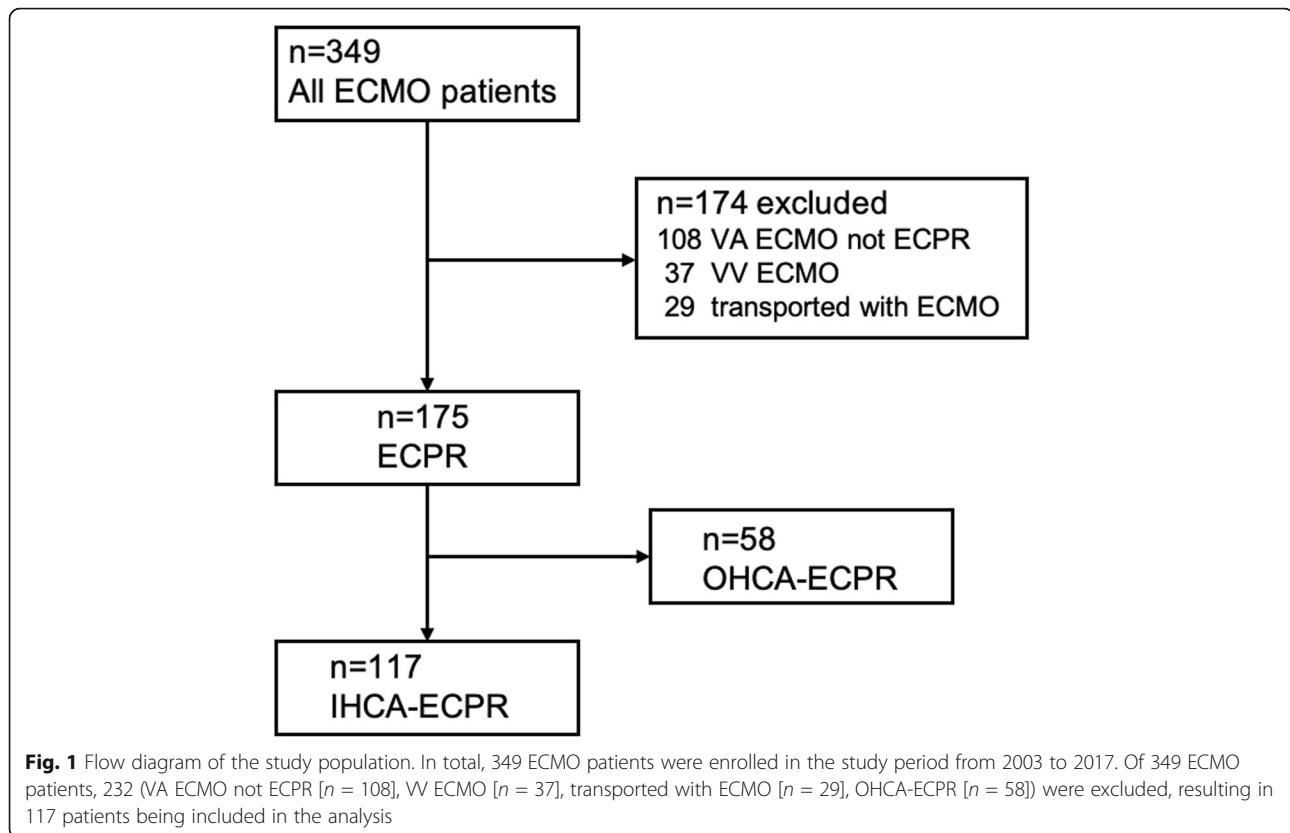 n=349
All ECMO patients
n=174 excluded
108 VA ECMO not ECPR
37 VV ECMO
29 transported with ECMO
n=175
ECPR
n=58
OHCA-ECPR
n=117
IHCA-ECPR
Fig. 1 Flow diagram of the study population. In total, 349 ECMO patients were enrolled in the study period from 2003 to 2017. Of 349 ECMO
patients, 232 (VA ECMO not ECPR [n = 108], VV ECMO [n = 37], transported with ECMO [n = 29], OHCA-ECPR [n = 58]) were excluded, resulting in
117 patients being included in the analysis